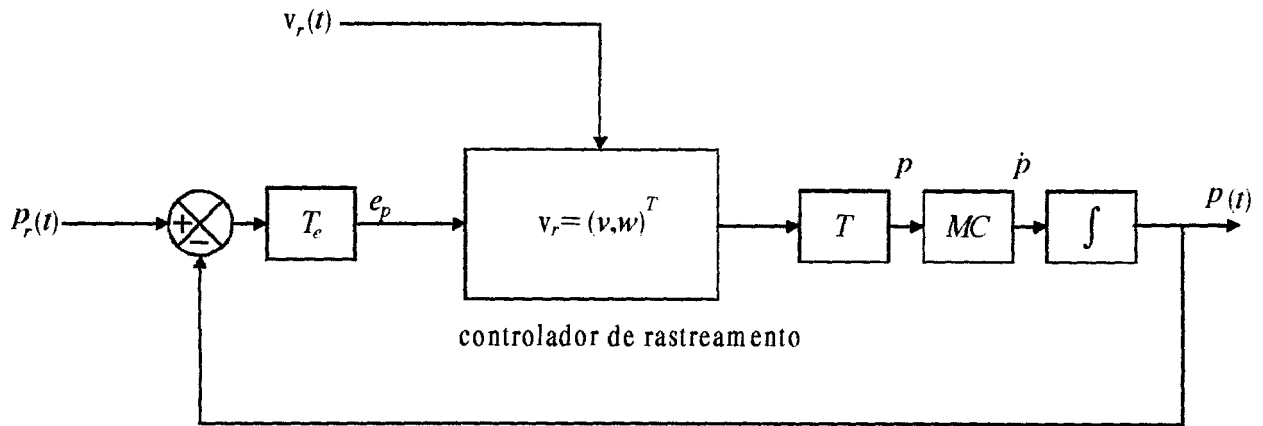 v_r(t)
p_r(t)
+
−
T_e
e_p
v_r = (v,w)^T
T
p
MC
ṗ
∫
p(t)
controlador de rastreamento